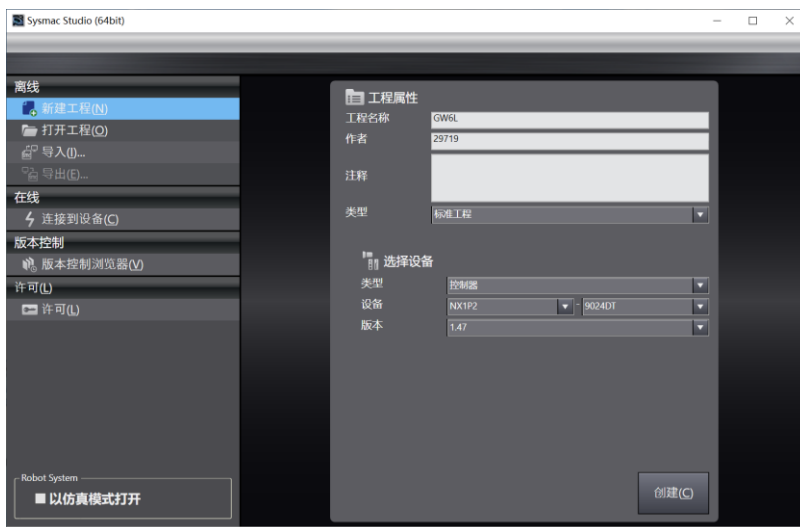 Sysmac Studio (64bit)
离线
新建工程(N)
打开工程(O)
导入(I)...
导出(E)...
在线
连接到设备(C)
版本控制
版本控制浏览器(V)
许可(L)
许可(L)
Robot System
以仿真模式打开
工程属性
工程名称 GW6L
作者 29719
注释
类型 标准工程
选择设备
类型 控制器
设备 NX1P2 - 9024DT
版本 1.47
创建(C)